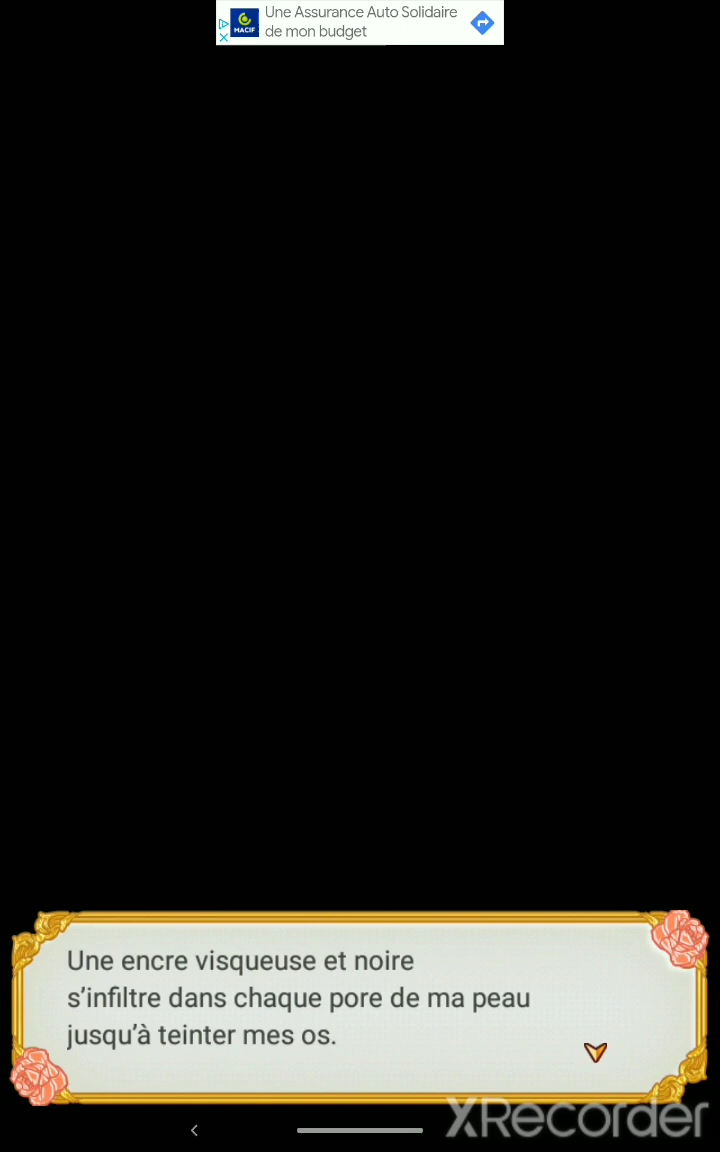 Une Assurance Auto Solidaire
de mon budget
MACIF
Une encre visqueuse et noire
s’infiltre dans chaque pore de ma peau
jusqu’à teinter mes os.
XRecorder